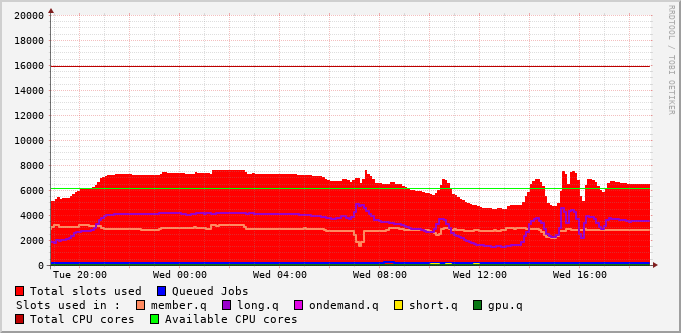 RRDTOOL / TOBI OETIKER
20000
18000
16000
14000
12000
10000
8000
6000
4000
2000
0
Tue 20:00 Wed 00:00 Wed 04:00 Wed 08:00 Wed 12:00 Wed 16:00
Total slots used Queued Jobs
Slots used in : member.q long.q ondemand.q short.q gpu.q
Total CPU cores Available CPU cores